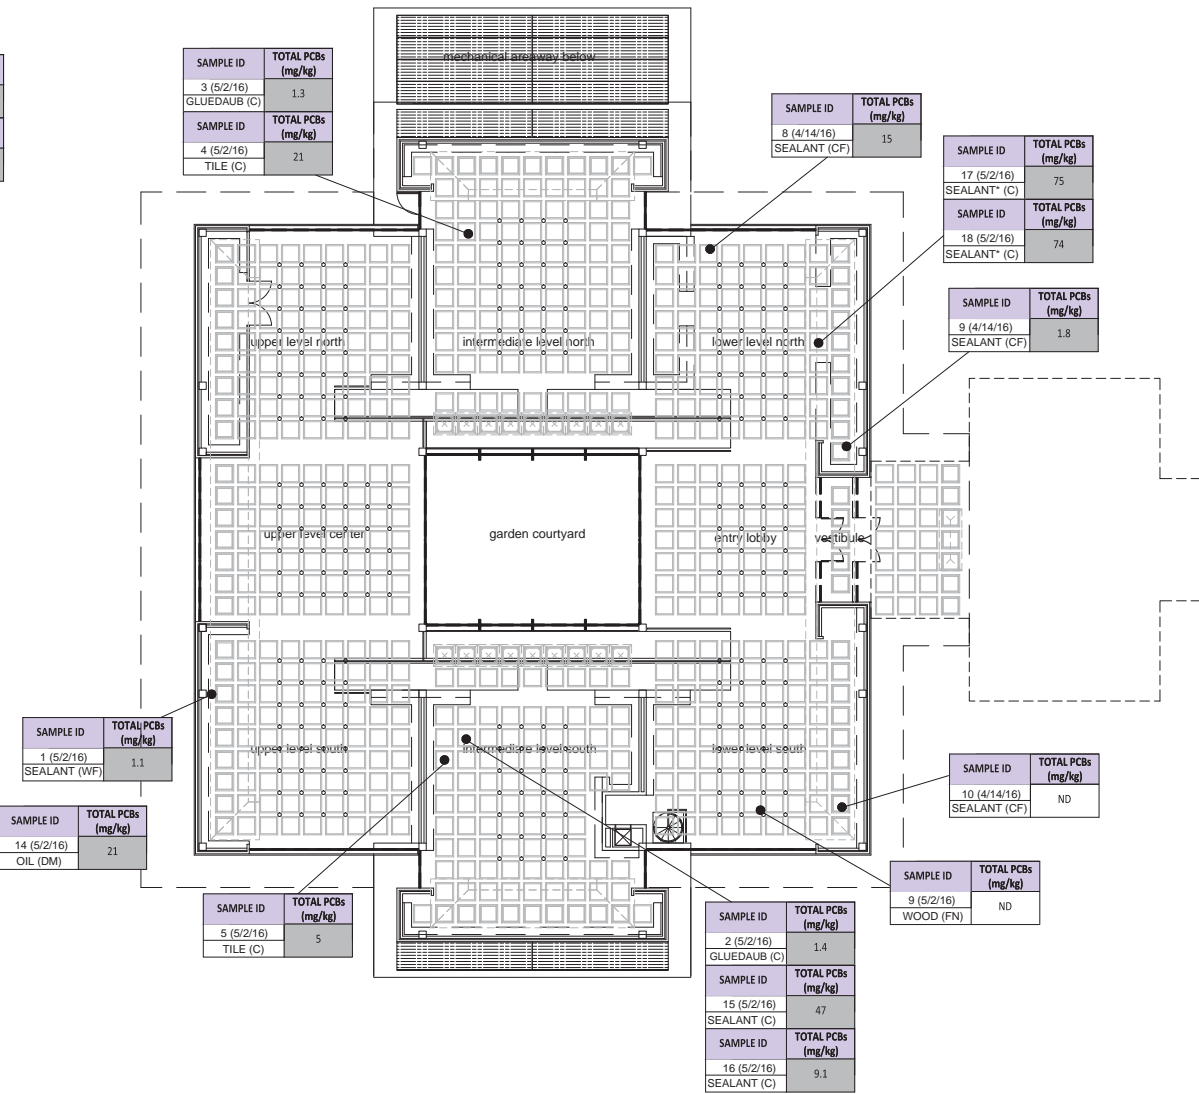 mechanical areaway below
SAMPLE ID
TOTAL PCBs
(mg/kg)
3 (5/2/16)
GLUEDAUB (C)
1.3
SAMPLE ID
TOTAL PCBs
(mg/kg)
4 (5/2/16)
TILE (C)
21
SAMPLE ID
TOTAL PCBs
(mg/kg)
8 (4/14/16)
SEALANT (CF)
15
SAMPLE ID
TOTAL PCBs
(mg/kg)
17 (5/2/16)
SEALANT* (C)
75
SAMPLE ID
TOTAL PCBs
(mg/kg)
18 (5/2/16)
SEALANT* (C)
74
SAMPLE ID
TOTAL PCBs
(mg/kg)
9 (4/14/16)
SEALANT (CF)
1.8
upper level north
intermediate level north
lower level north
upper level center
garden courtyard
entry lobby
vestibule
upper level south
intermediate level south
lower level south
SAMPLE ID
TOTAL PCBs
(mg/kg)
1 (5/2/16)
SEALANT (WF)
1.1
SAMPLE ID
TOTAL PCBs
(mg/kg)
14 (5/2/16)
OIL (DM)
21
SAMPLE ID
TOTAL PCBs
(mg/kg)
10 (4/14/16)
SEALANT (CF)
ND
SAMPLE ID
TOTAL PCBs
(mg/kg)
9 (5/2/16)
WOOD (FN)
ND
SAMPLE ID
TOTAL PCBs
(mg/kg)
5 (5/2/16)
TILE (C)
5
SAMPLE ID
TOTAL PCBs
(mg/kg)
2 (5/2/16)
GLUEDAUB (C)
1.4
SAMPLE ID
TOTAL PCBs
(mg/kg)
15 (5/2/16)
SEALANT (C)
47
SAMPLE ID
TOTAL PCBs
(mg/kg)
16 (5/2/16)
SEALANT (C)
9.1